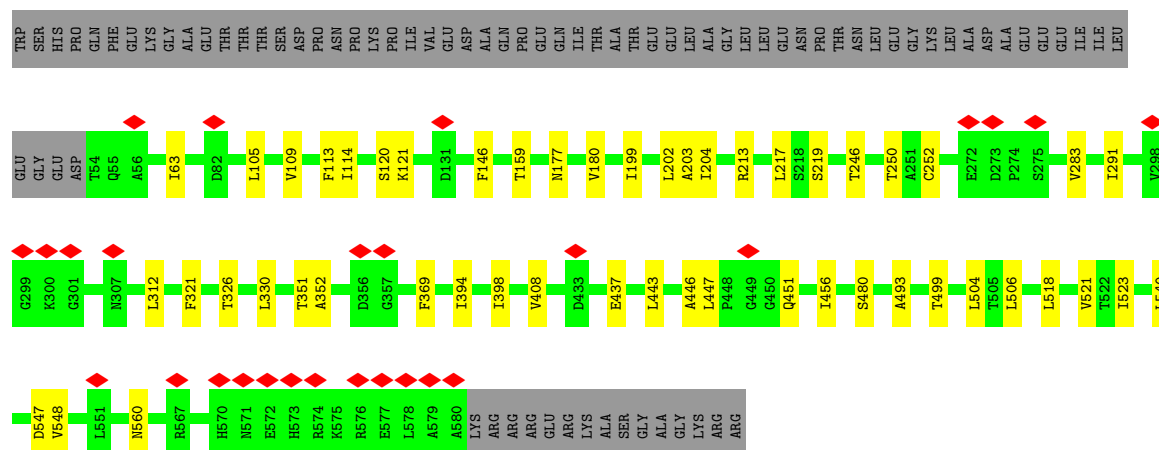 TRP SER HIS PRO GLN PHE GLU LYS GLY ALA GLU THR THR THR SER ASP PRO ASN PRO LYS PRO ILE VAL GLU ASP ALA GLN PRO GLU GLN ILE THR ALA THR GLU GLU LEU ALA GLY LEU LEU GLU ASN PRO THR ASN LEU GLU GLY LYS LEU ALA ASP ALA GLU GLU GLU ILE ILE LEU
GLU GLY GLU ASP T54 Q55 A56 I63 D82 L105 V109 F113 I114 S120 K121 D131 F146 T159 N177 V180 I199 L202 A203 I204 R213 L217 S218 S219 T246 T250 A251 C252 E272 D273 P274 S275 V283 I291 V298
G299 K300 G301 N307 L312 F321 T326 L330 T351 A352 D356 G357 F369 I394 I398 V408 D433 E437 L443 A446 L447 P448 G449 G450 Q451 I456 S480 A493 T499 L504 T505 L506 L518 V521 T522 I523
D547 V548 L551 N560 R567 H570 N571 E572 H573 R574 K575 R576 E577 L578 A579 A580 LYS ARG ARG ARG GLU ARG LYS ALA SER GLY ALA GLY LYS ARG ARG